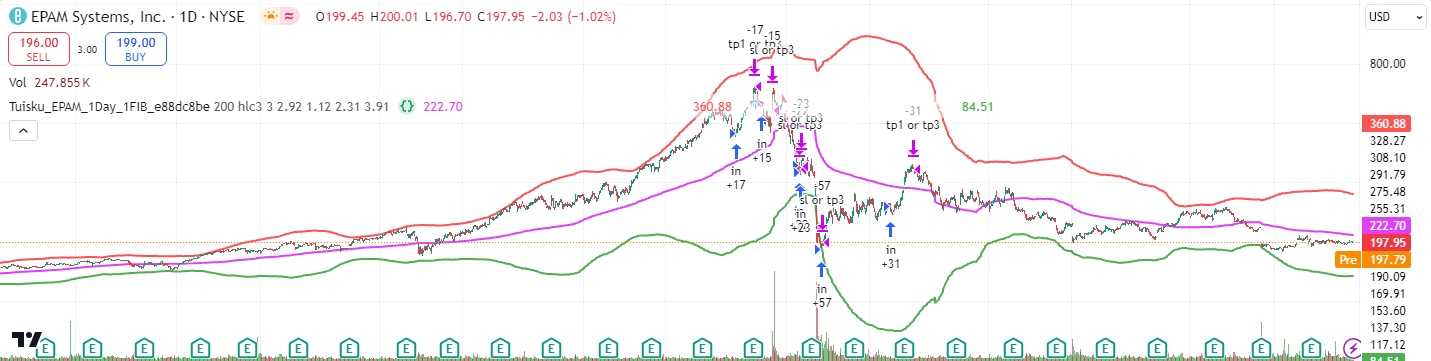 EPAM Systems, Inc. · 1D · NYSE
O199.45 H200.01 L196.70 C197.95 −2.03 (−1.02%)
USD
196.00
SELL
3.00
199.00
BUY
Vol 247.855K
Tuisku_EPAM_1Day_1FIB_e88dc8be 200 hlc3 3 2.92 1.12 2.31 3.91 222.70
360.88
84.51
-17
tp1 or tp3
-15
sl or tp3
-23
sl or tp3
sl or tp3
-57
sl or tp3
-31
tp1 or tp3
in
+17
in
+15
in
+23
in
+57
in
+31
800.00
360.88
328.27
308.10
291.79
275.48
255.31
222.70
197.95
Pre 197.79
190.09
169.91
153.60
137.30
117.12
84.51
E E E E E E E E E E E E E E E E E E E E E E E E E E